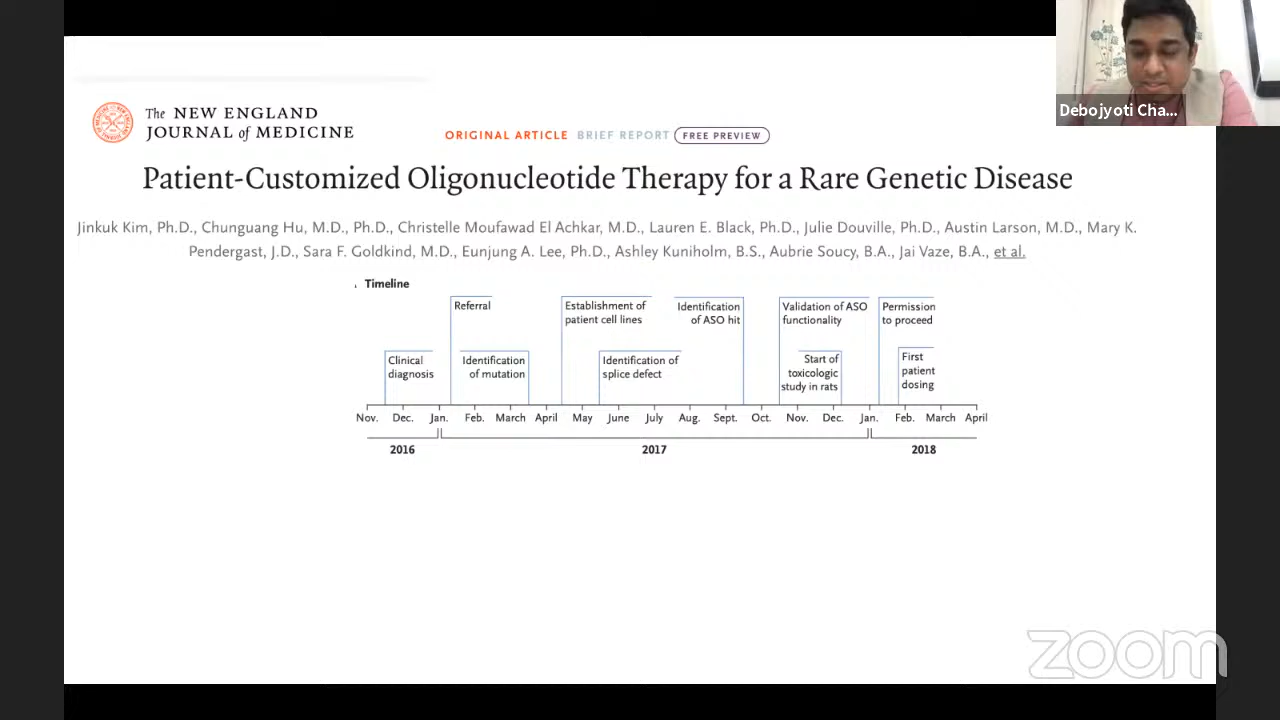 The NEW ENGLAND
JOURNAL of MEDICINE
ORIGINAL ARTICLE BRIEF REPORT FREE PREVIEW
Debojyoti Cha...
Patient-Customized Oligonucleotide Therapy for a Rare Genetic Disease
Jinkuk Kim, Ph.D., Chunguang Hu, M.D., Ph.D., Christelle Moufawad El Achkar, M.D., Lauren E. Black, Ph.D., Julie Douville, Ph.D., Austin Larson, M.D., Mary K.
Pendergast, J.D., Sara F. Goldkind, M.D., Eunjung A. Lee, Ph.D., Ashley Kuniholm, B.S., Aubrie Soucy, B.A., Jai Vaze, B.A., et al.
Timeline
Referral
Establishment of
patient cell lines
Identification
of ASO hit
Validation of ASO
functionality
Permission
to proceed
Clinical
diagnosis
Identification
of mutation
Identification of
splice defect
Start of
toxicologic
study in rats
First
patient
dosing
Nov. Dec. Jan. Feb. March April May June July Aug. Sept. Oct. Nov. Dec. Jan. Feb. March April
2016 2017 2018
zoom